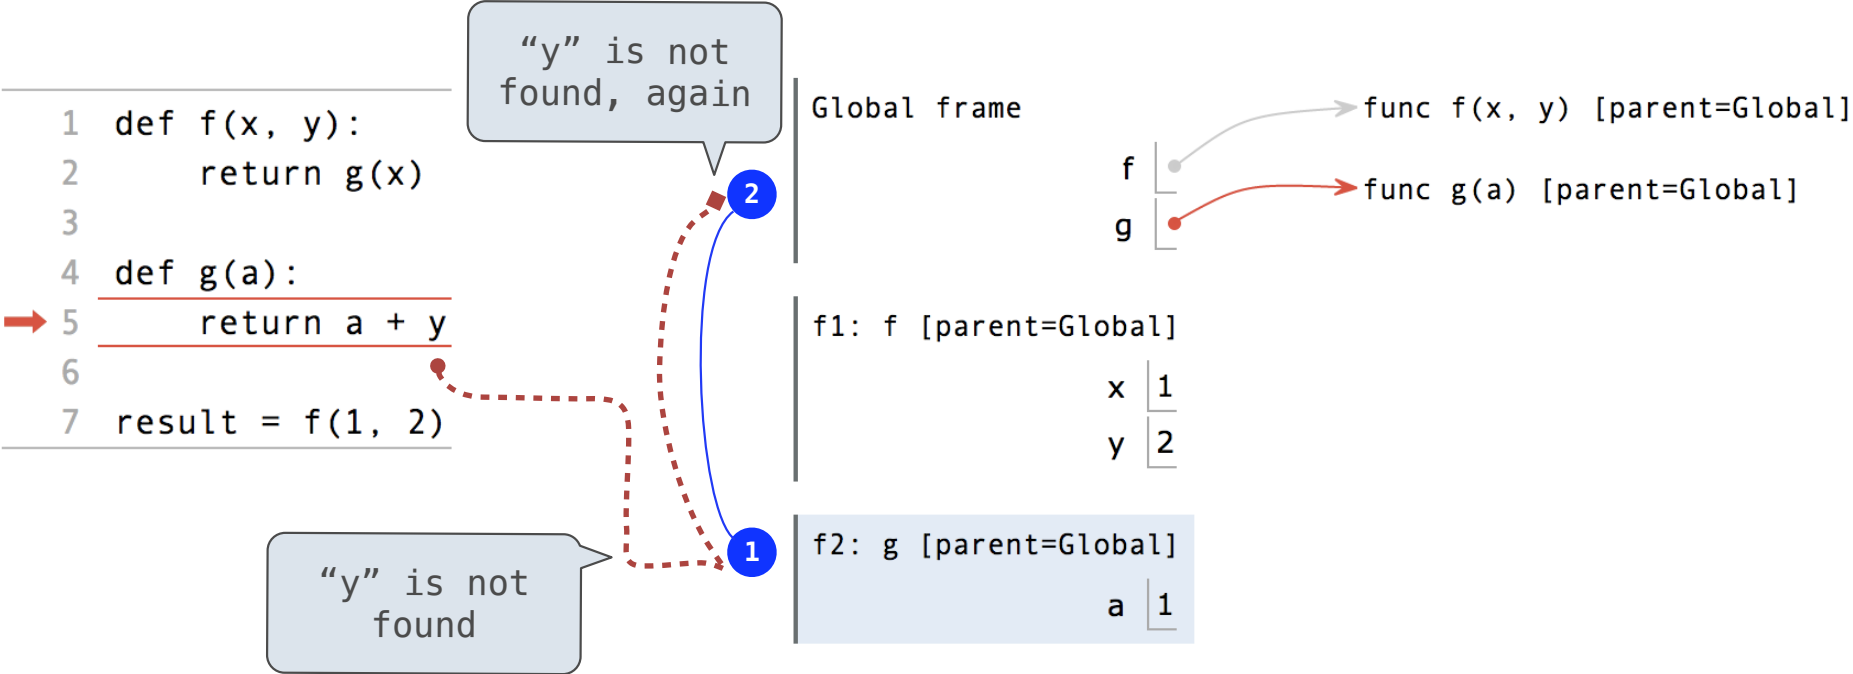 “y” is not
found, again
1 def f(x, y):
2 return g(x)
3
4 def g(a):
5 return a + y
6
7 result = f(1, 2)
“y” is not
found
2
1
Global frame
f
g
func f(x, y) [parent=Global]
func g(a) [parent=Global]
f1: f [parent=Global]
x 1
y 2
f2: g [parent=Global]
a 1